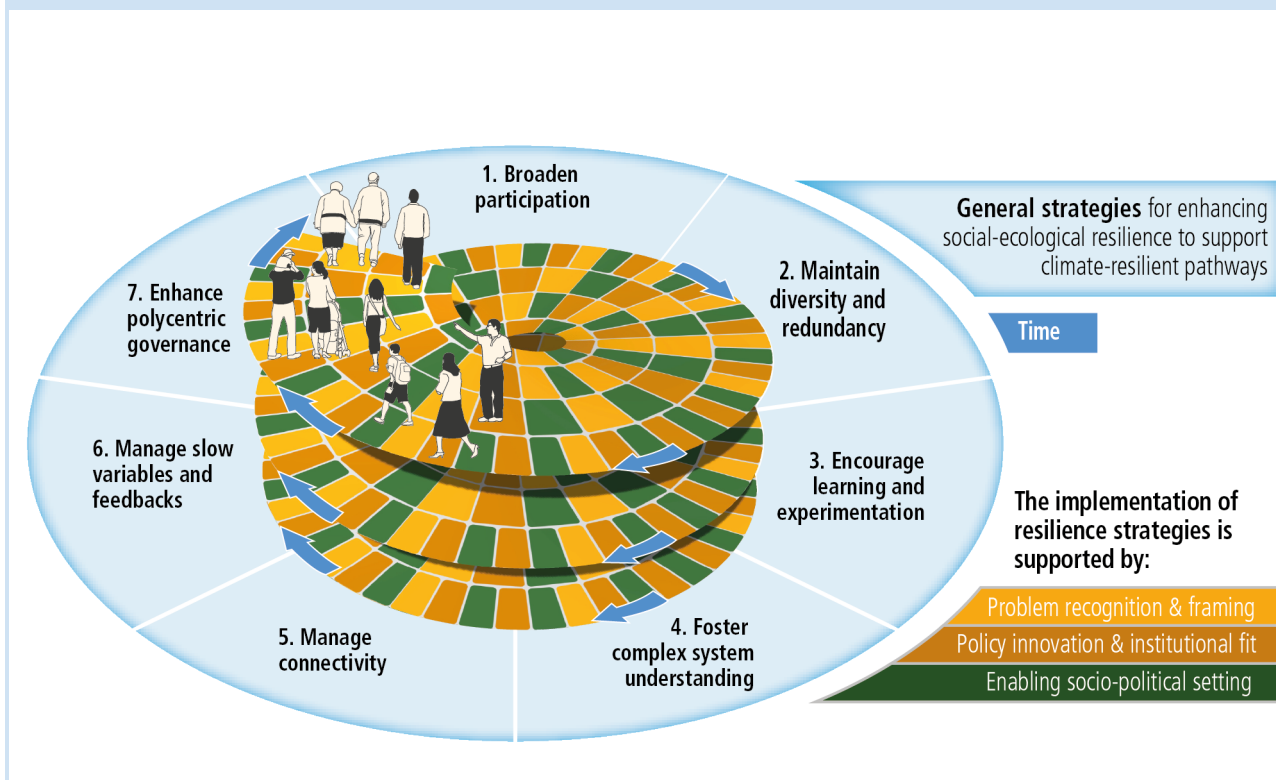 1. Broaden
participation
2. Maintain
diversity and
redundancy
3. Encourage
learning and
experimentation
4. Foster
complex system
understanding
5. Manage
connectivity
6. Manage slow
variables and
feedbacks
7. Enhance
polycentric
governance
General strategies for enhancing
social-ecological resilience to support
climate-resilient pathways
Time
The implementation of
resilience strategies is
supported by:
Problem recognition & framing
Policy innovation & institutional fit
Enabling socio-political setting